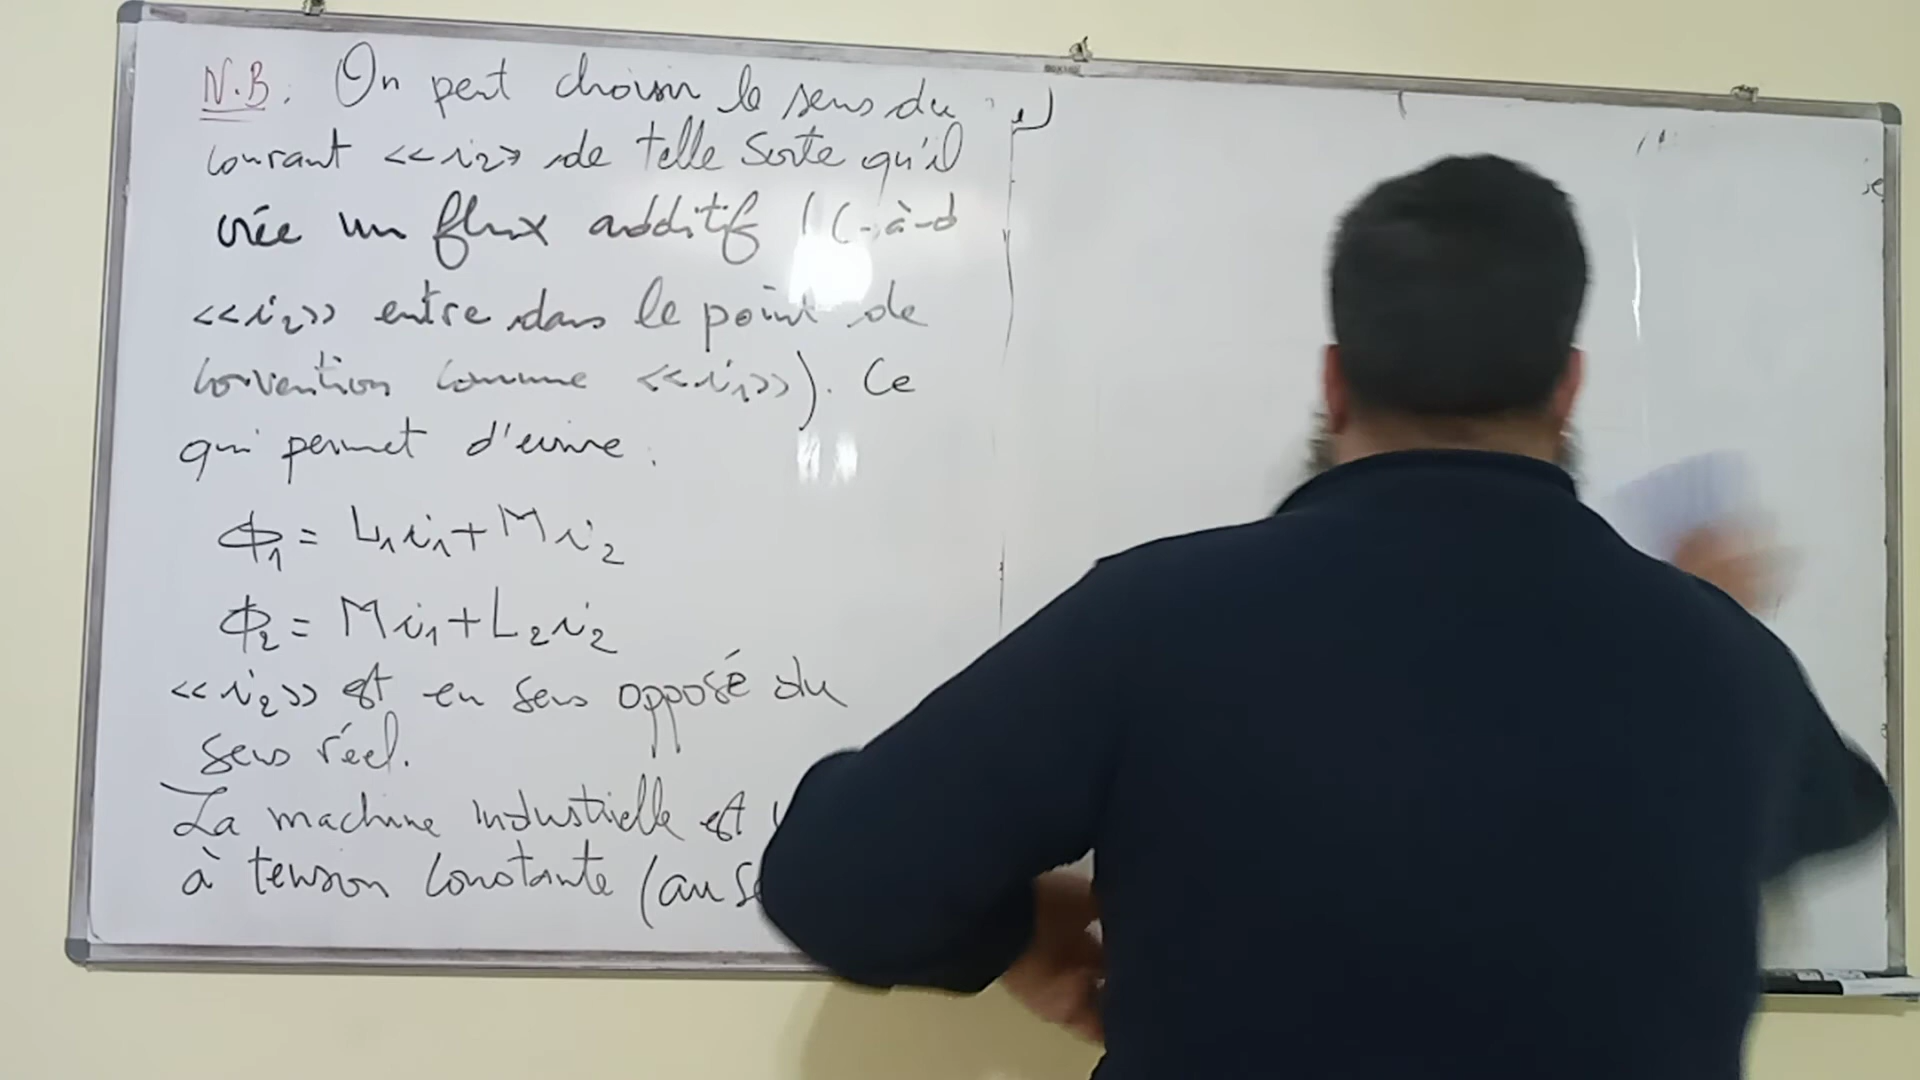 N.B. On peut choisir le sens du
courant <<i2> de telle sorte qu'il
crée un flux additif (C-à-d
<<i2>> entre dans le point de
convention comme <<i1>>). Ce
qui permet d'écrire.
Φ1 = L1i1 + Mi2
Φ2 = Mi1 + L2i2
<<i2>> est en sens opposé du
sens réel.
La machine industrielle est
à tension constante (au